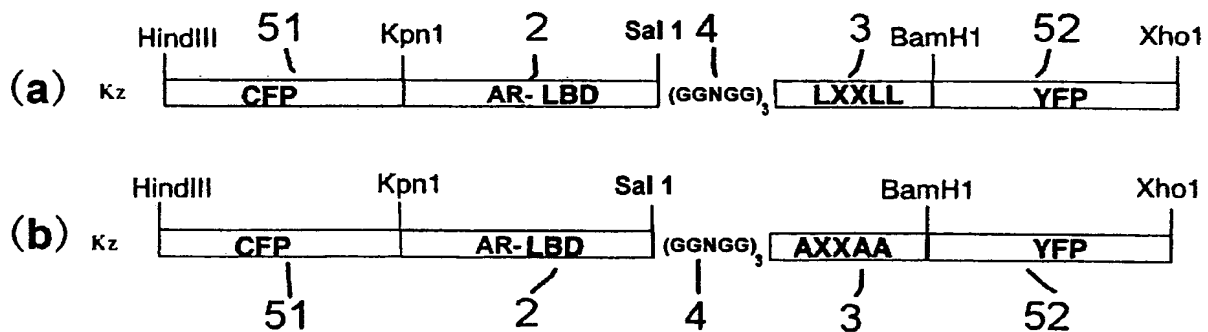 51 2 4 3 52
HindIII Kpn1 Sal 1 BamH1 Xho1
(a) Kz CFP AR-LBD (GGNGG)3 LXXLL YFP
HindIII Kpn1 Sal 1 BamH1 Xho1
(b) Kz CFP AR-LBD (GGNGG)3 AXXAA YFP
51 2 4 3 52